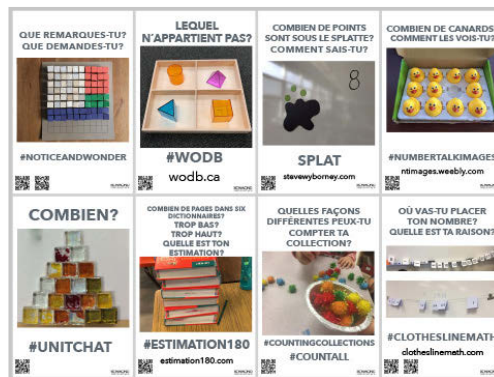 QUE REMARQUES-TU?
QUE DEMANDES-TU?
#NOTICEANDWONDER
LEQUEL
N'APPARTIENT PAS?
#WODB
wodb.ca
COMBIEN DE POINTS
SONT SOUS LE SPLATTE?
COMMENT SAIS-TU?
8
SPLAT
stevewyborney.com
COMBIEN DE CANARDS?
COMMENT LES VOIS-TU?
#NUMBERTALKIMAGES
ntimages.weebly.com
COMBIEN?
#UNITCHAT
COMBIEN DE PAGES DANS SIX
DICTIONNAIRES?
TROP BAS?
TROP HAUT?
QUELLE EST TON
ESTIMATION?
#ESTIMATION180
estimation180.com
QUELLES FAÇONS
DIFFÉRENTES PEUX-TU
COMPTER TA
COLLECTION?
#COUNTINGCOLLECTIONS
#COUNTALL
OÙ VAS-TU PLACER
TON NOMBRE?
QUELLE EST TA RAISON?
#CLOTHESLINEMATH
clotheslinemath.com